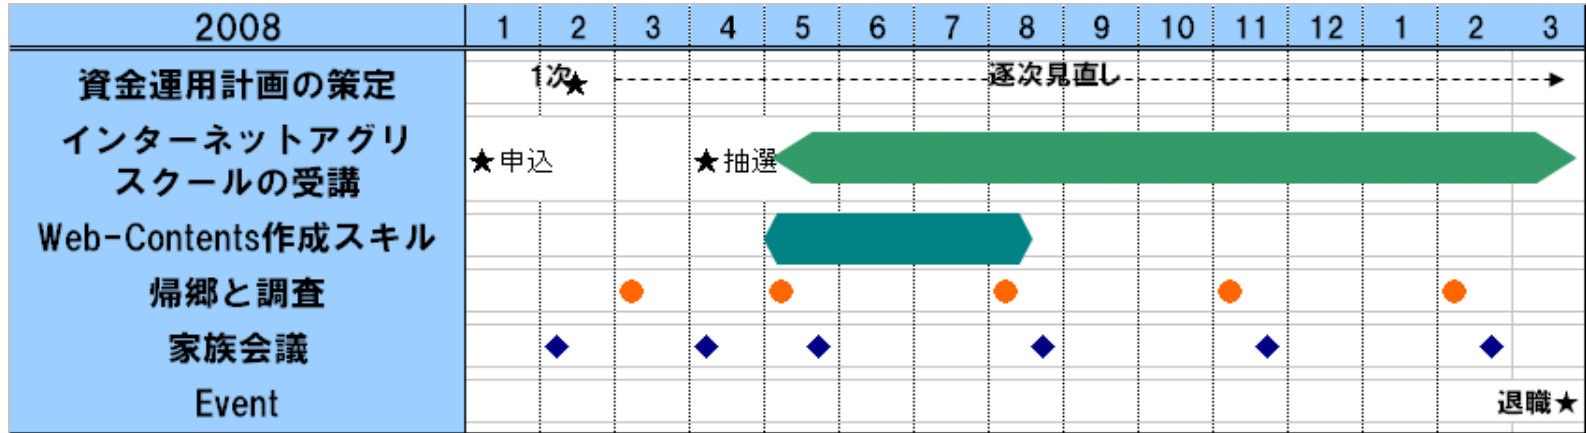 2008 1 2 3 4 5 6 7 8 9 10 11 12 1 2 3
資金運用計画の策定 1次★ 逐次見直し
インターネットアグリ
スクールの受講 ★申込 ★抽選
Web-Contents作成スキル
帰郷と調査
家族会議
Event 退職★